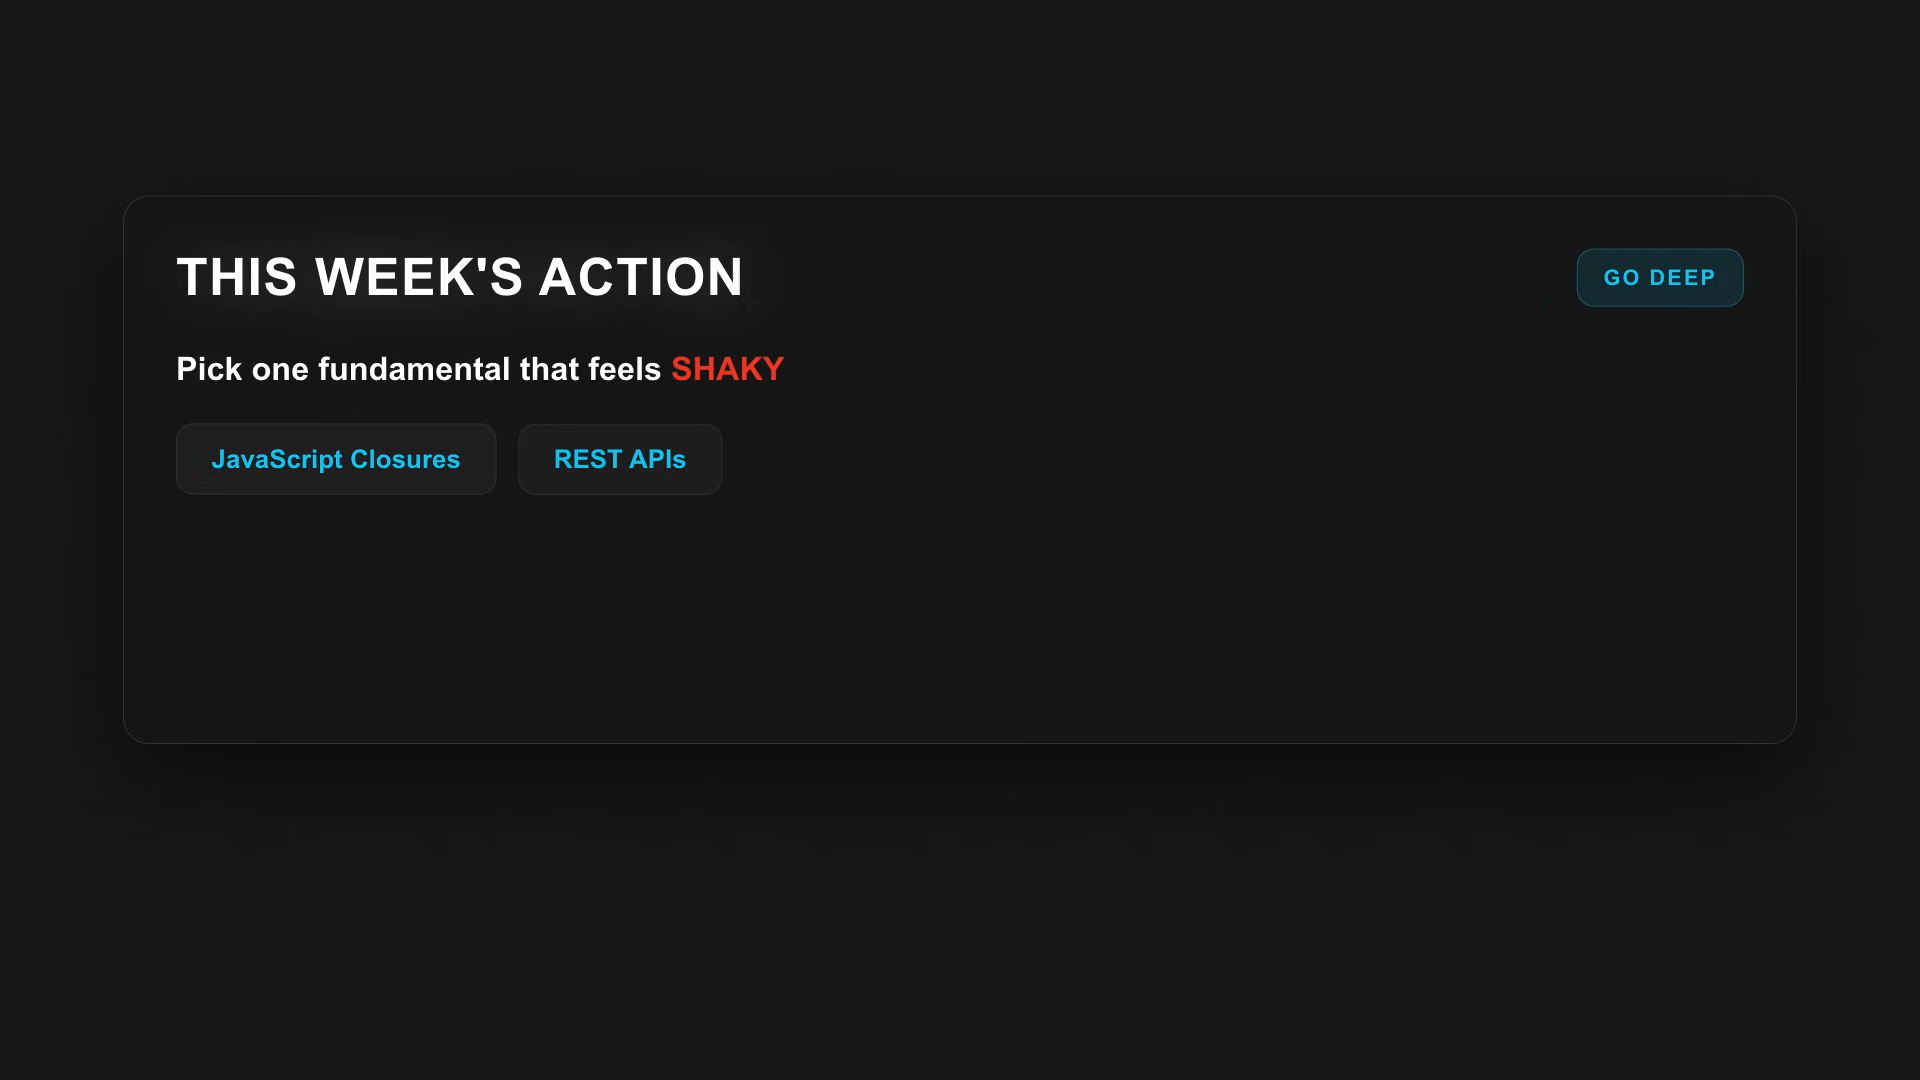 THIS WEEK'S ACTION
GO DEEP
Pick one fundamental that feels SHAKY
JavaScript Closures
REST APIs